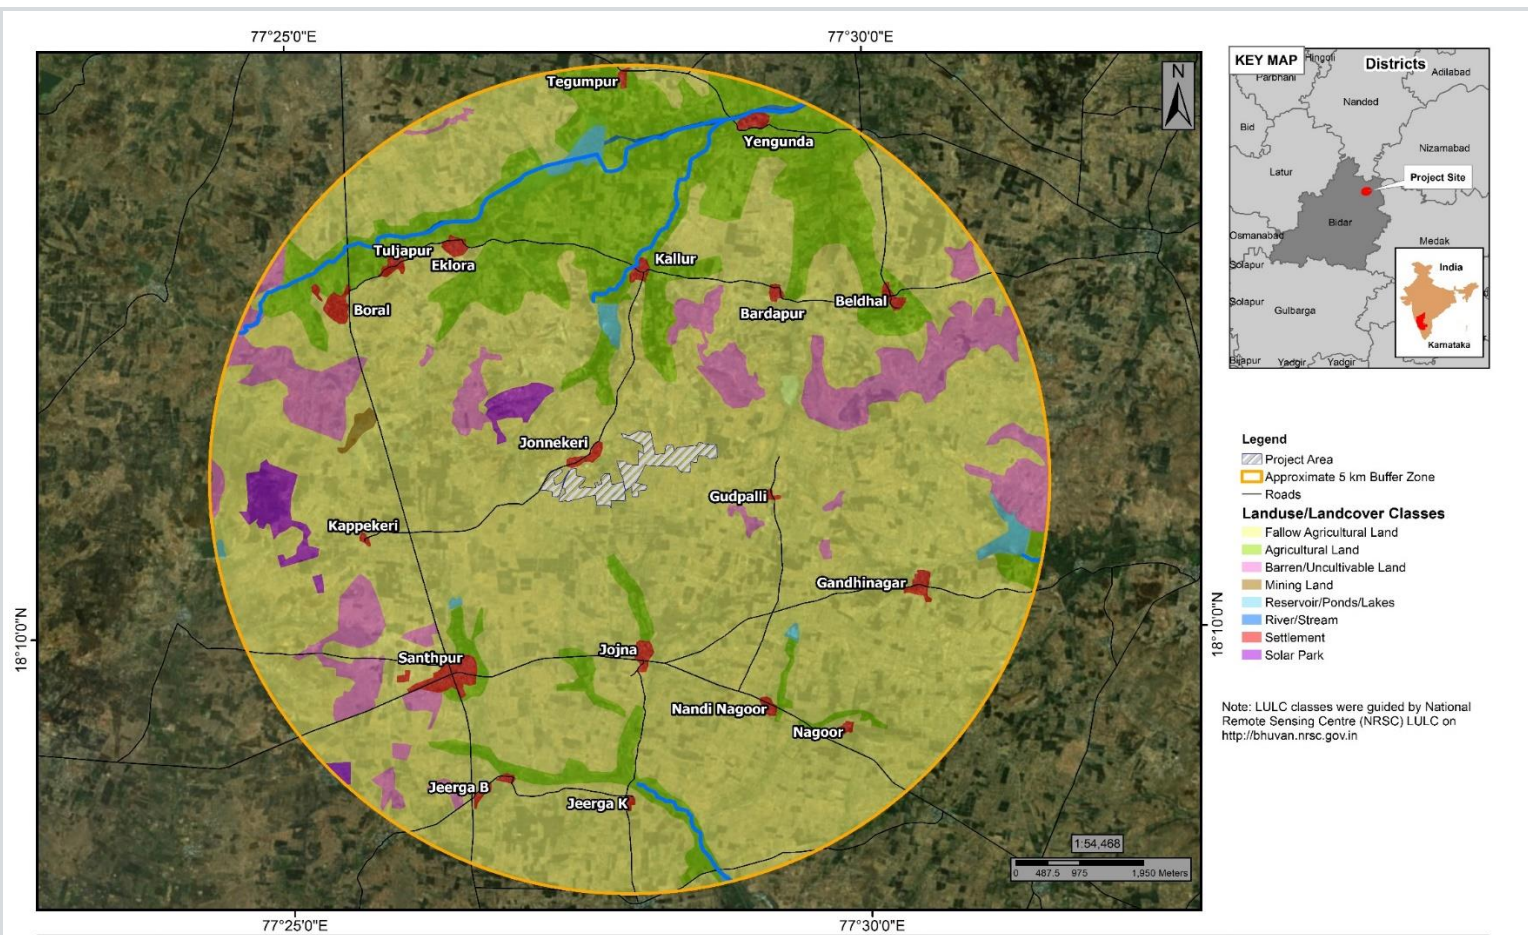 77°25'0"E
77°30'0"E
N
Tegumpur
Yengunda
Tuljapur
Eklora
Kallur
Boral
Bardapur
Beldhal
Jonnekeri
Gudpalli
Kappekeri
Gandhinagar
18°10'0"N
18°10'0"N
Santhpur
Jojna
Nandi Nagoor
Nagoor
Jeerga B
Jeerga K
1:54,468
0 487.5 975 1,950 Meters
77°25'0"E
77°30'0"E
KEY MAP
Districts
Hingoli
Parbhani
Adilabad
Nanded
Bid
Nizamabad
Latur
Project Site
Bidar
Osmanabad
Medak
Solapur
India
Solapur
Gulbarga
Karnataka
Bijapur
Yadgir
Yadgir
Legend
Project Area
Approximate 5 km Buffer Zone
Roads
Landuse/Landcover Classes
Fallow Agricultural Land
Agricultural Land
Barren/Uncultivable Land
Mining Land
Reservoir/Ponds/Lakes
River/Stream
Settlement
Solar Park
Note: LULC classes were guided by National
Remote Sensing Centre (NRSC) LULC on
http://bhuvan.nrsc.gov.in